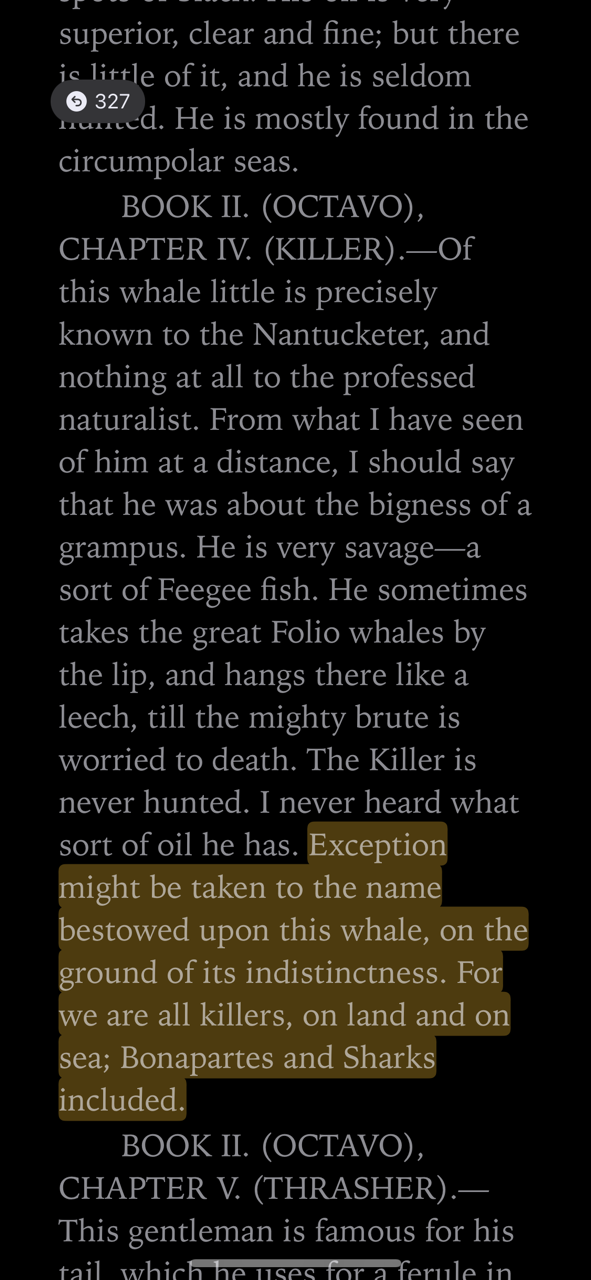 superior, clear and fine; but there
is little of it, and he is seldom
327
hunted. He is mostly found in the
circumpolar seas.
BOOK II. (OCTAVO),
CHAPTER IV. (KILLER).—Of
this whale little is precisely
known to the Nantucketer, and
nothing at all to the professed
naturalist. From what I have seen
of him at a distance, I should say
that he was about the bigness of a
grampus. He is very savage—a
sort of Feegee fish. He sometimes
takes the great Folio whales by
the lip, and hangs there like a
leech, till the mighty brute is
worried to death. The Killer is
never hunted. I never heard what
sort of oil he has. Exception
might be taken to the name
bestowed upon this whale, on the
ground of its indistinctness. For
we are all killers, on land and on
sea; Bonapartes and Sharks
included.
BOOK II. (OCTAVO),
CHAPTER V. (THRASHER).—
This gentleman is famous for his
tail, which he uses for a ferule in